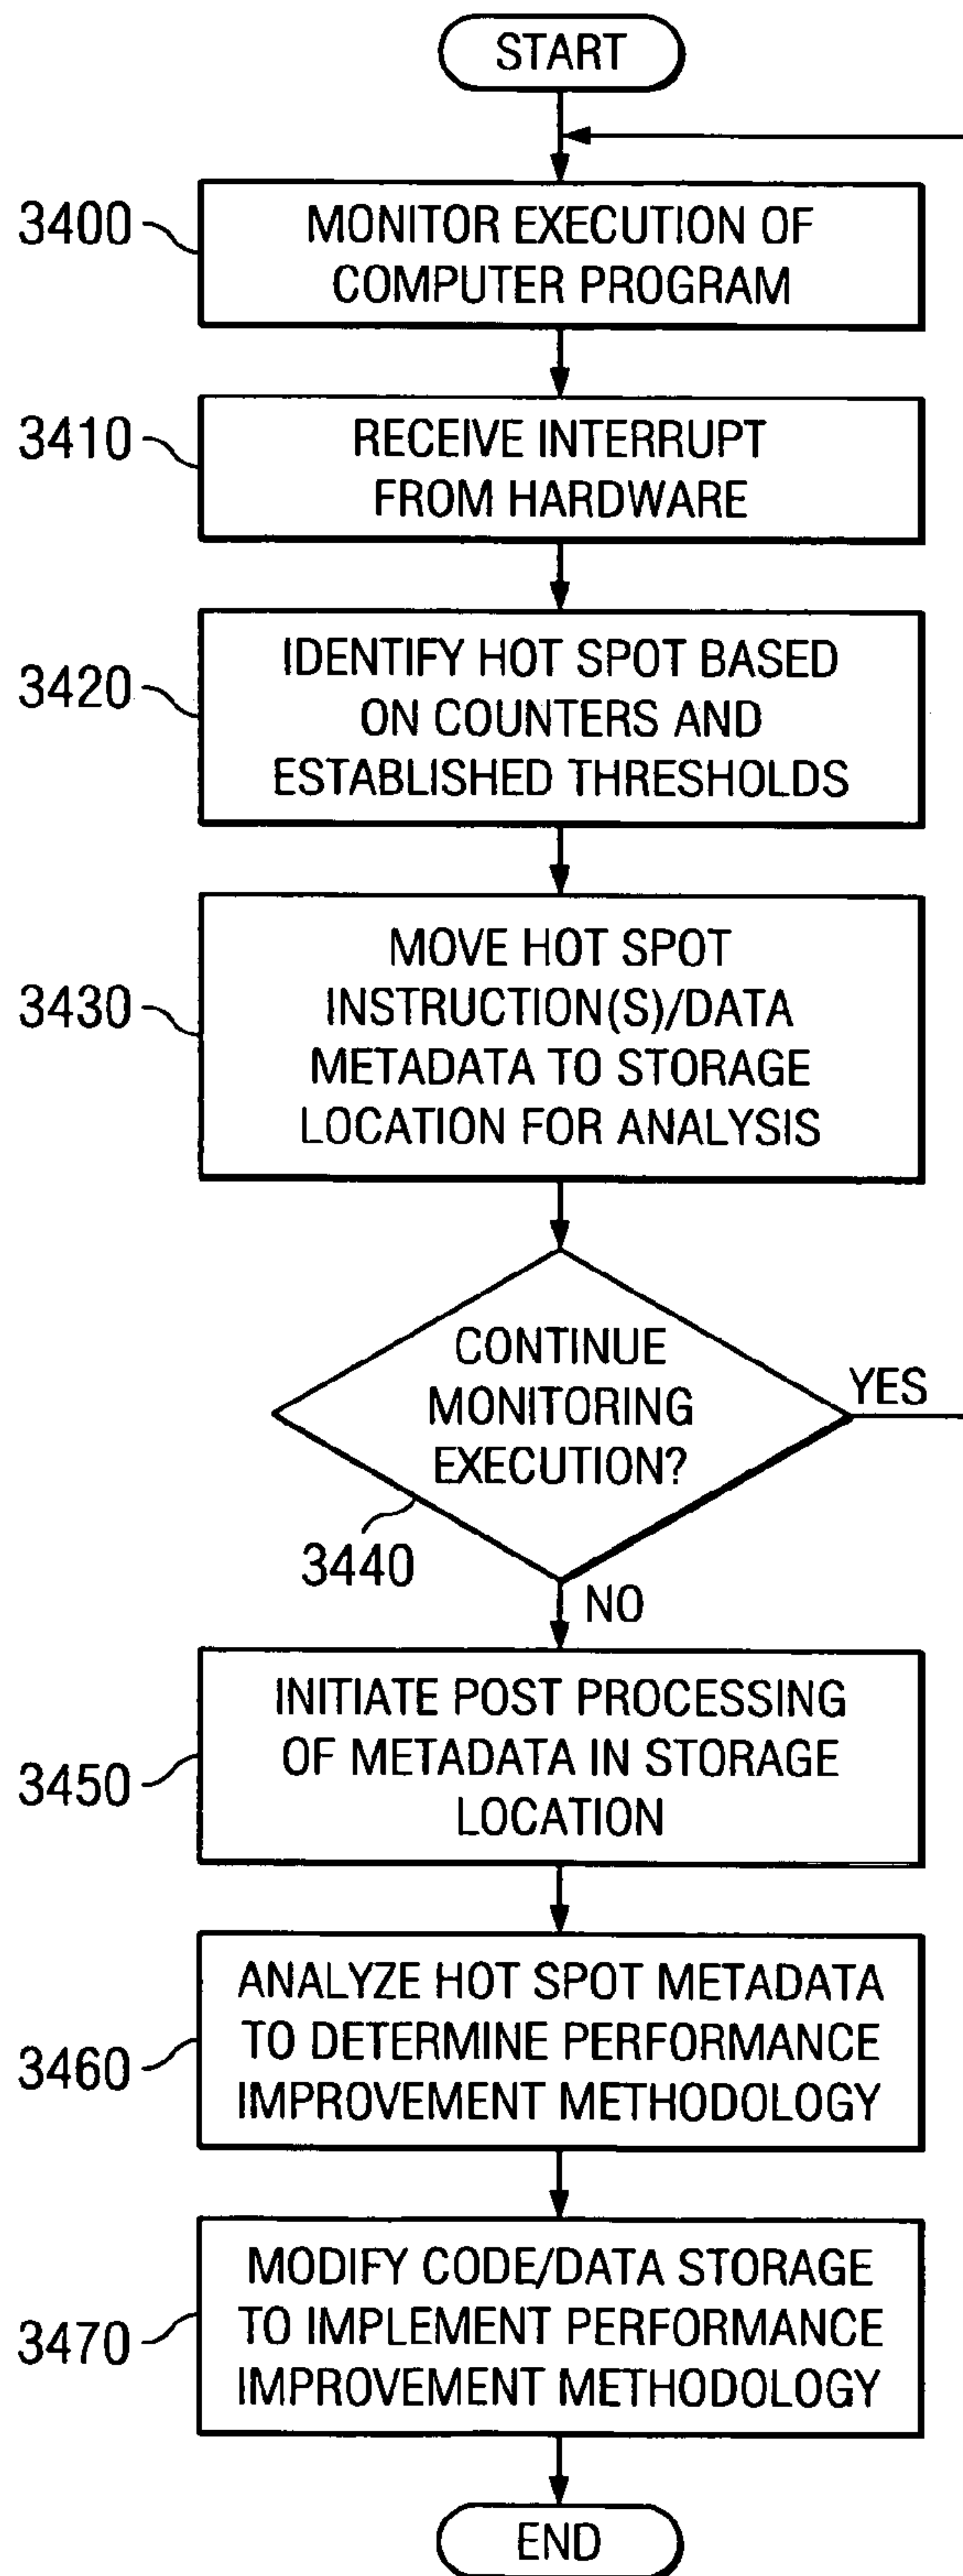 START
3400
MONITOR EXECUTION OF
COMPUTER PROGRAM
3410
RECEIVE INTERRUPT
FROM HARDWARE
3420
IDENTIFY HOT SPOT BASED
ON COUNTERS AND
ESTABLISHED THRESHOLDS
3430
MOVE HOT SPOT
INSTRUCTION(S)/DATA
METADATA TO STORAGE
LOCATION FOR ANALYSIS
CONTINUE
MONITORING
EXECUTION?
YES
3440
NO
3450
INITIATE POST PROCESSING
OF METADATA IN STORAGE
LOCATION
3460
ANALYZE HOT SPOT METADATA
TO DETERMINE PERFORMANCE
IMPROVEMENT METHODOLOGY
3470
MODIFY CODE/DATA STORAGE
TO IMPLEMENT PERFORMANCE
IMPROVEMENT METHODOLOGY
END